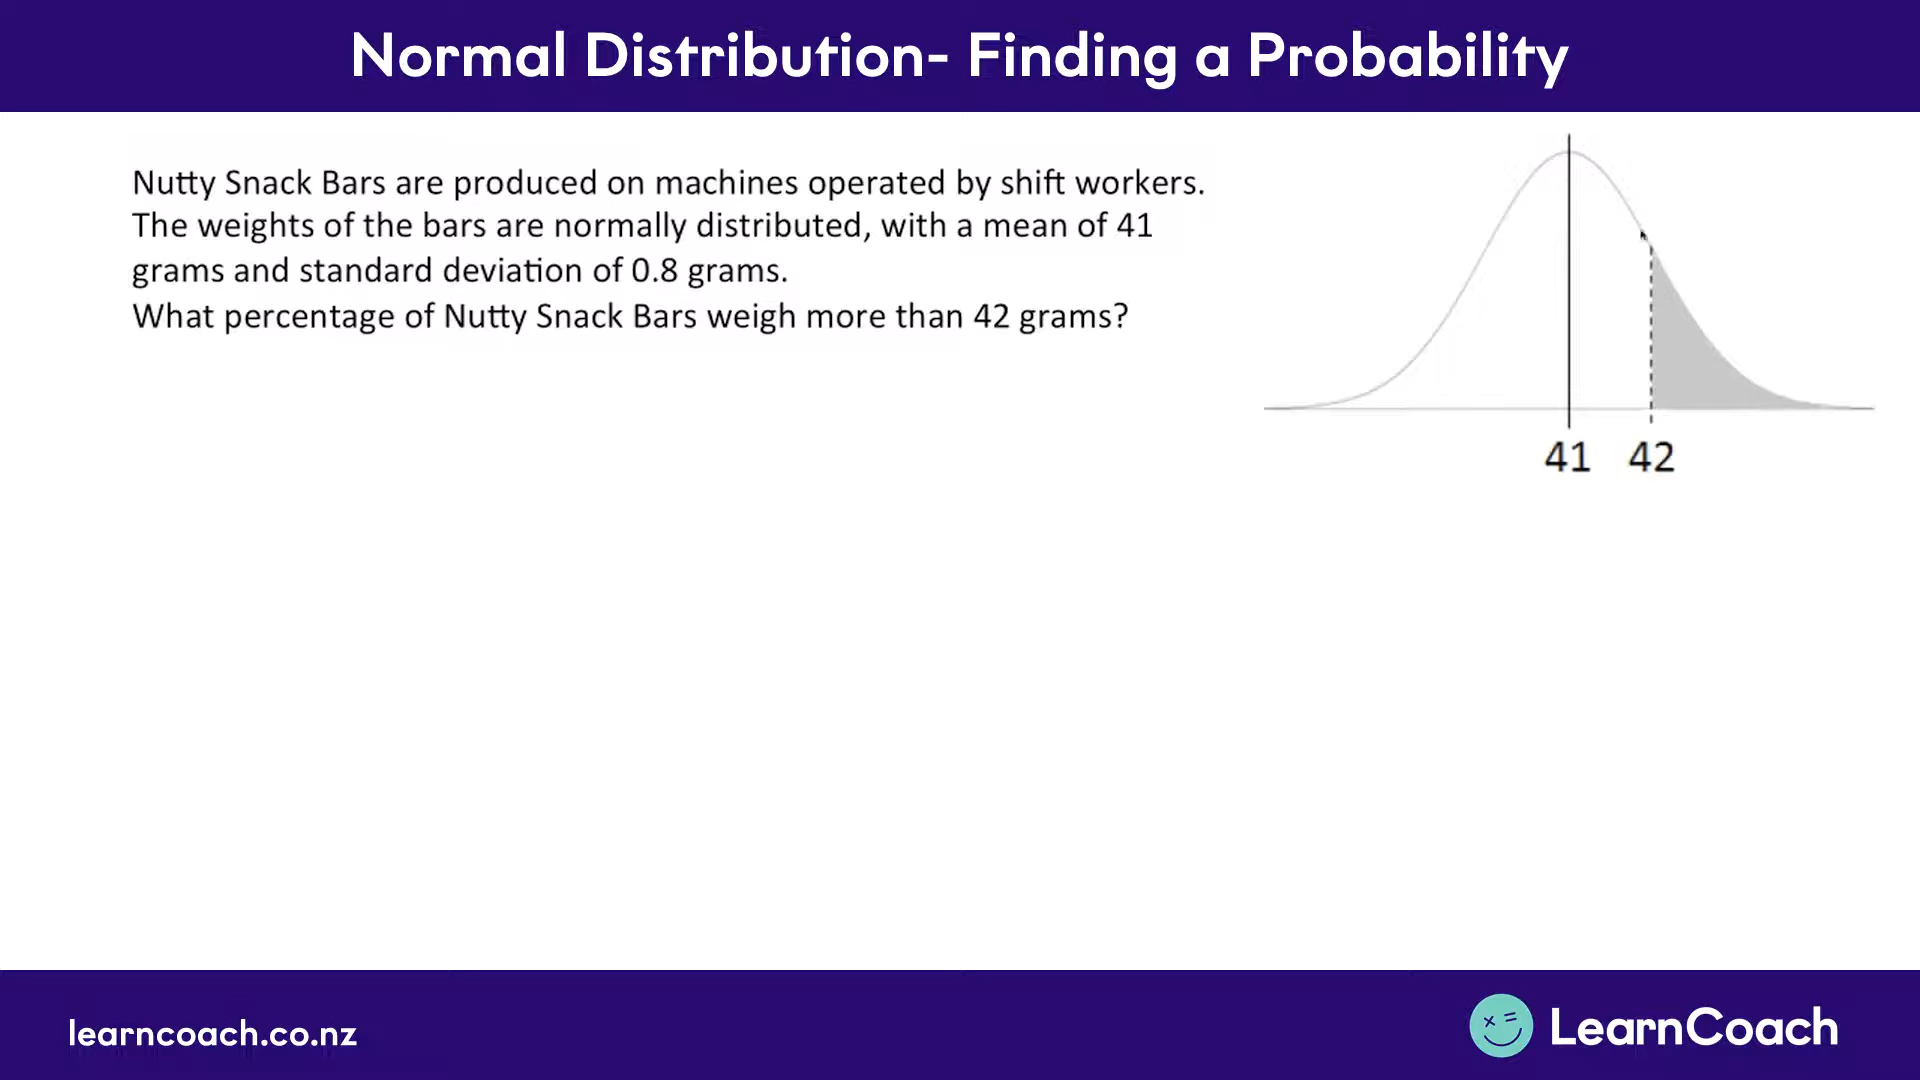 Normal Distribution- Finding a Probability
Nutty Snack Bars are produced on machines operated by shift workers.
The weights of the bars are normally distributed, with a mean of 41
grams and standard deviation of 0.8 grams.
What percentage of Nutty Snack Bars weigh more than 42 grams?
41 42
learncoach.co.nz
LearnCoach